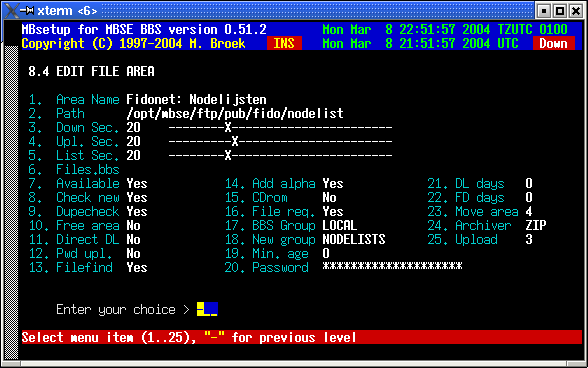 xterm <6>
MBsetup for MBSE BBS version 0.51.2 Mon Mar 8 22:51:57 2004 TZUTC 0100
Copyright (C) 1997-2004 M. Broek INS Mon Mar 8 21:51:57 2004 UTC Down
8.4 EDIT FILE AREA
1. Area Name Fidonet: Nodelijsten
2. Path /opt/mbse/ftp/pub/fido/nodelist
3. Down Sec. 20 ---------X-----------------------
4. Upl. Sec. 20 ----------X----------------------
5. List Sec. 20 ---------X-----------------------
6. Files.bbs
7. Available Yes 14. Add alpha Yes 21. DL days 0
8. Check new Yes 15. CDrom No 22. FD days 0
9. Dupecheck Yes 16. File req. Yes 23. Move area 4
10. Free area No 17. BBS Group LOCAL 24. Archiver ZIP
11. Direct DL No 18. New group NODELISTS 25. Upload 3
12. Pwd upl. No 19. Min. age 0
13. Filefind Yes 20. Password ********************
Enter your choice > -
Select menu item (1..25), "-" for previous level